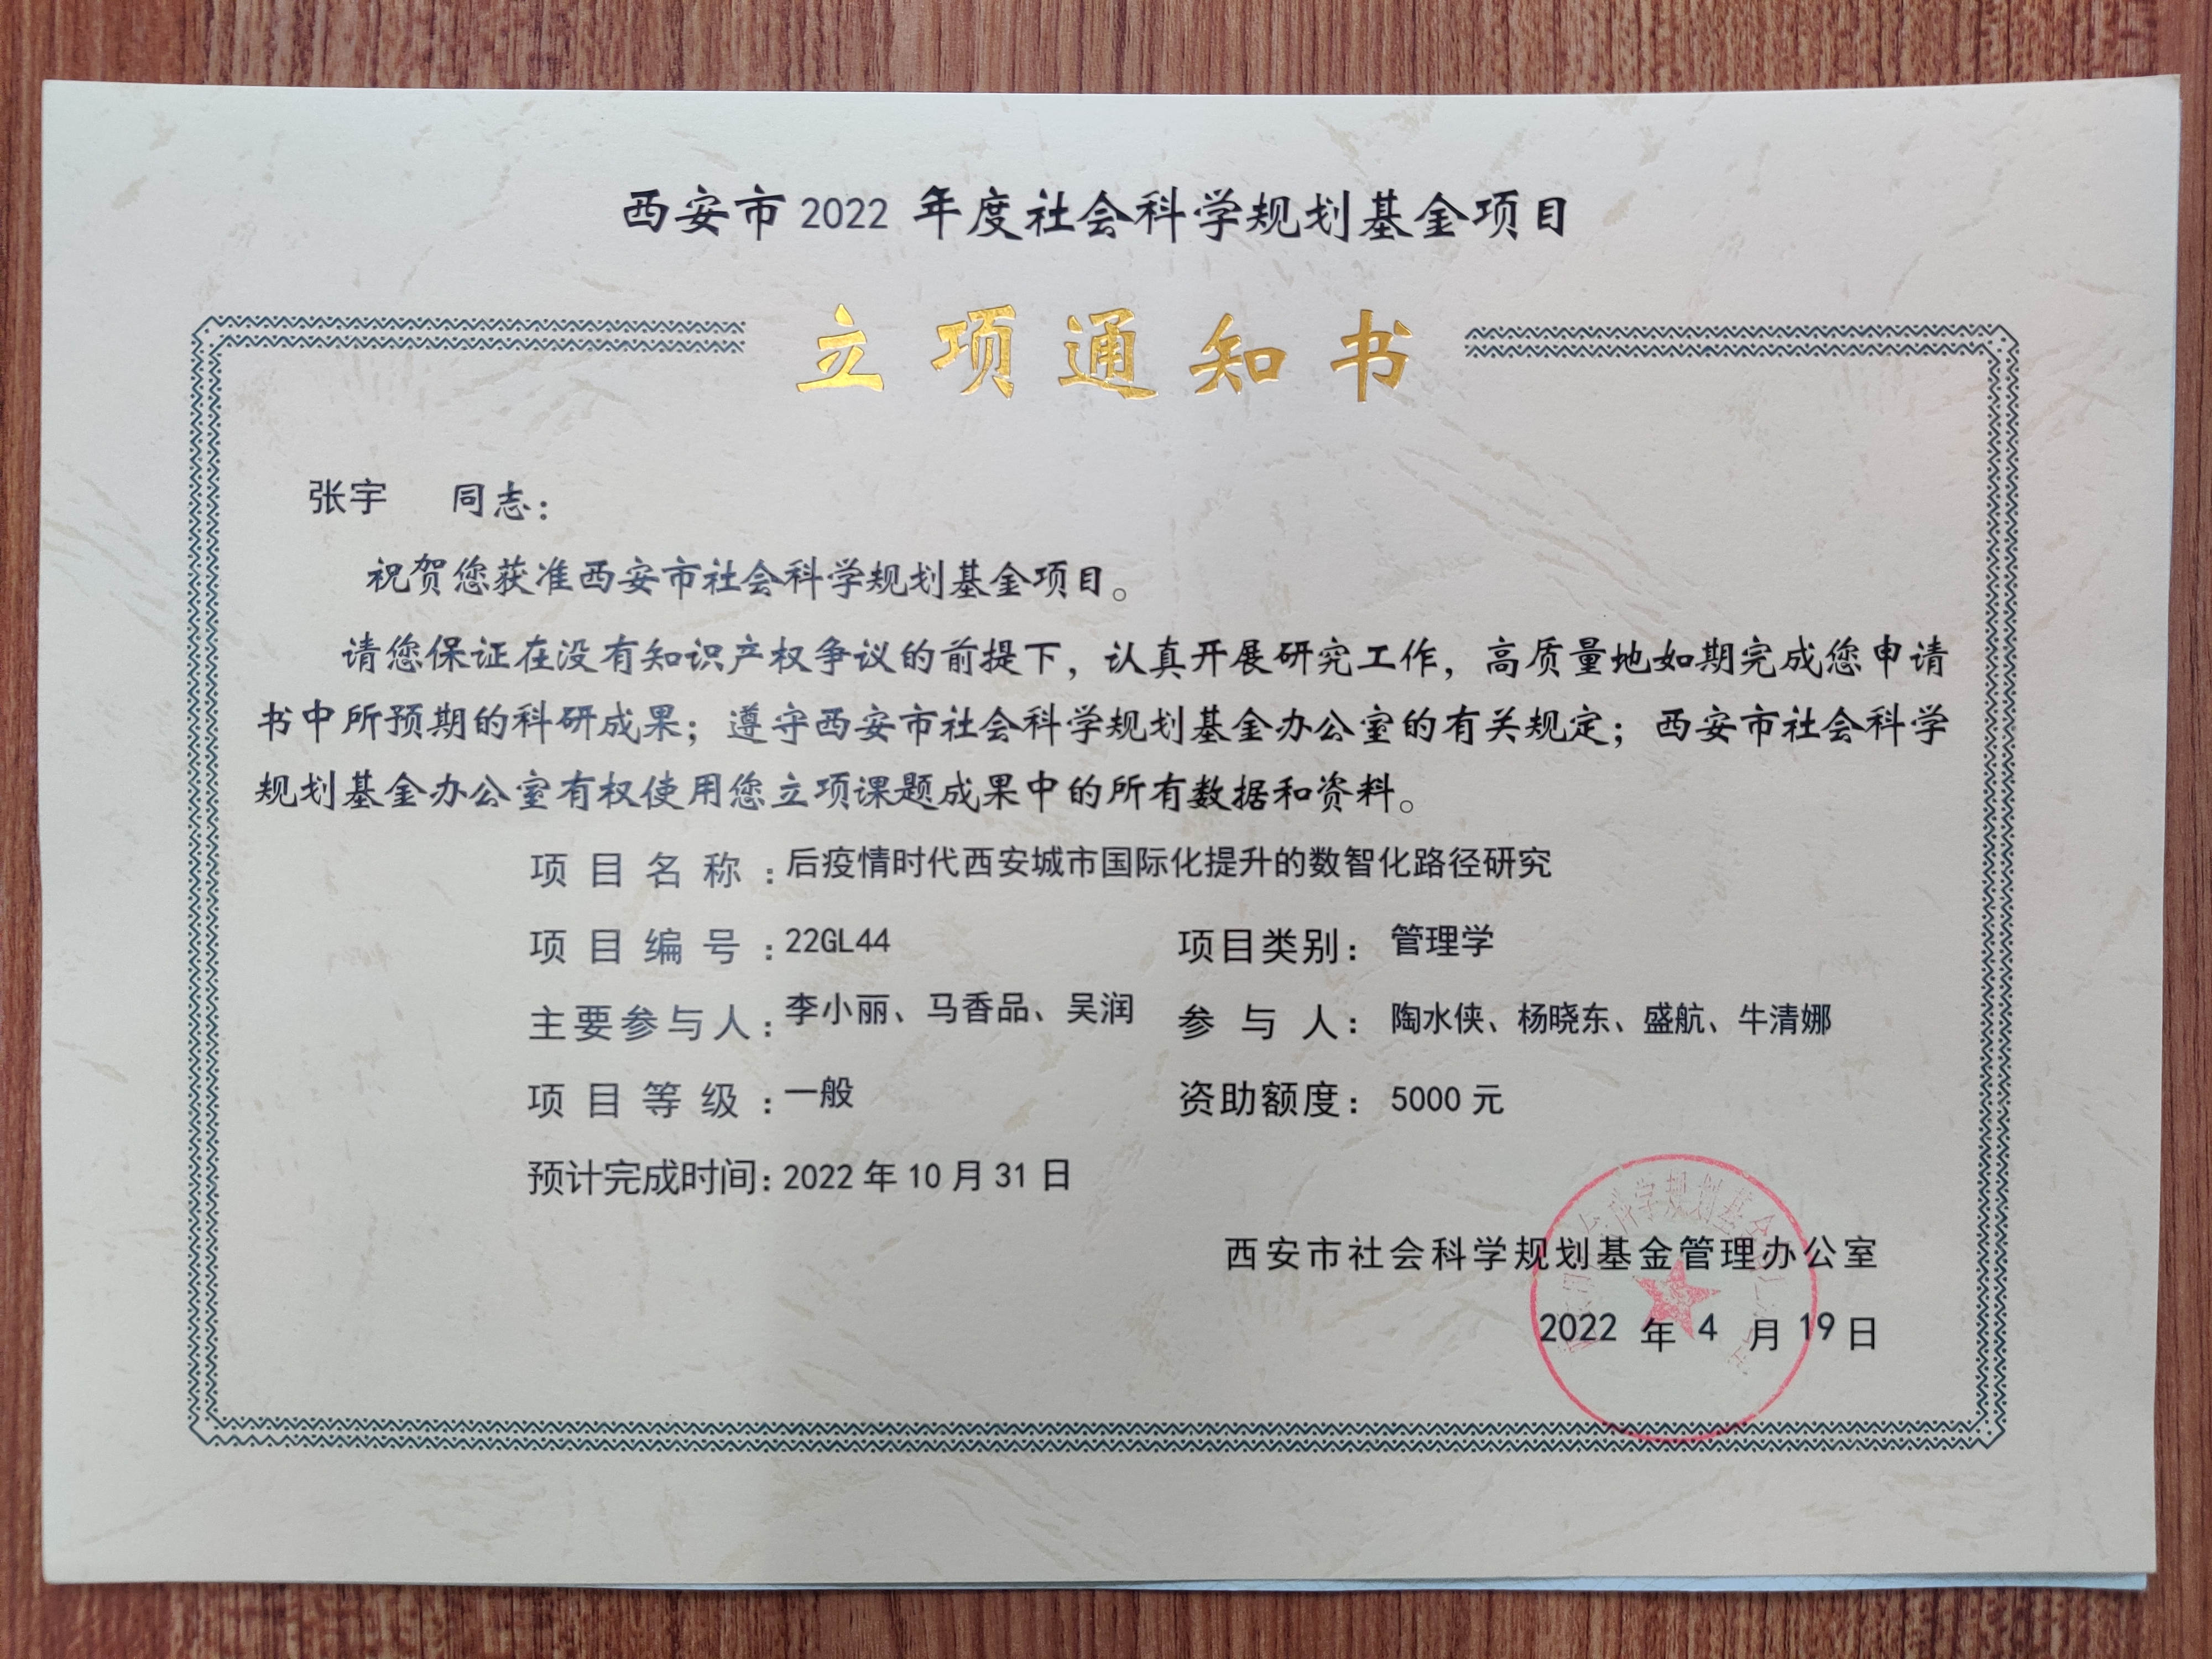 西安市2022 年度社会科学规划基金项目
立项通知书
张宇 同志：
祝贺您获准西安市社会科学规划基金项目。
请您保证在没有知识产权争议的前提下，认真开展研究工作，高质量地如期完成您申请
书中所预期的科研成果；遵守西安市社会科学规划基金办公室的有关规定；西安市社会科学
规划基金办公室有权使用您立项课题成果中的所有数据和资料。
项目名称：后疫情时代西安城市国际化提升的数智化路径研究
项目编号：22GL44 项目类别：管理学
主要参与人：李小丽、马香品、吴润 参与人：陶水侠、杨晓东、盛航、牛清娜
项目等级：一般 资助额度：5000元
预计完成时间：2022年10月31日
西安市社会科学规划基金管理办公室
2022 年 4 月 19 日
科学规划基金